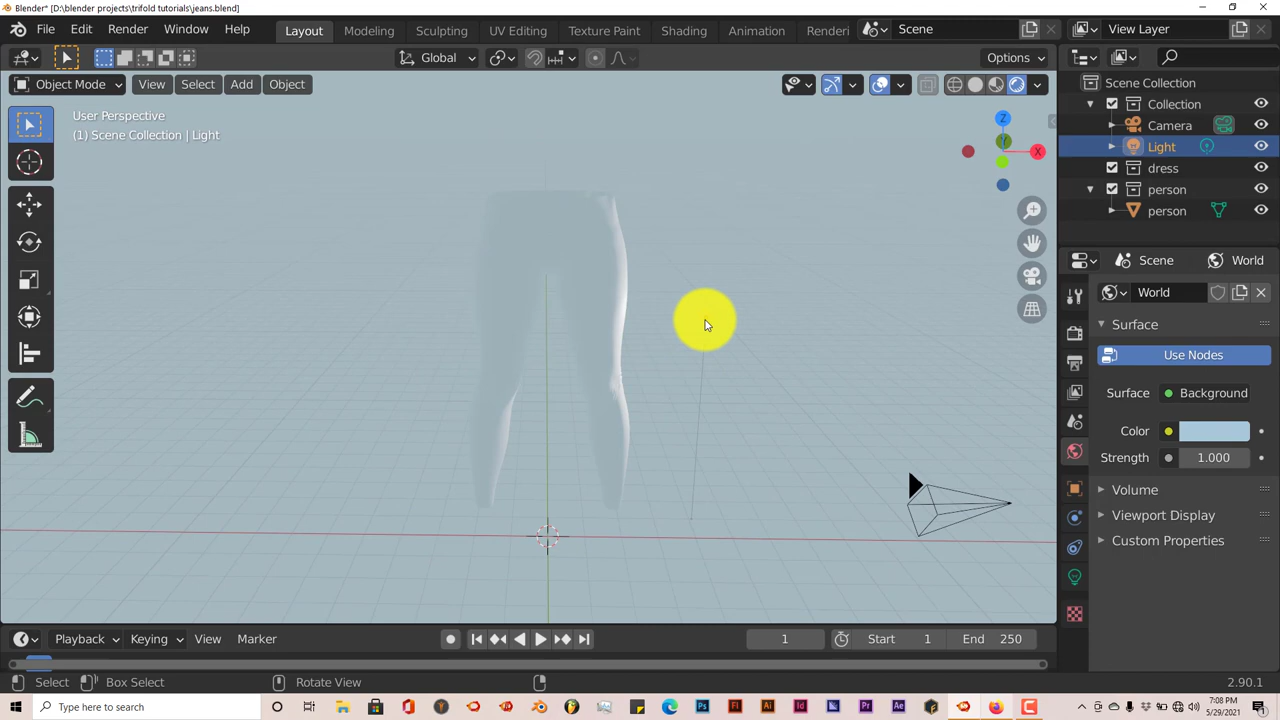 Blender* [D:\blender projects\trifold tutorials\jeans.blend]
File Edit Render Window Help Layout Modeling Sculpting UV Editing Texture Paint Shading Animation Renderi Scene View Layer
Global Options
Object Mode View Select Add Object
User Perspective
(1) Scene Collection | Light
Z
Y
X
Scene Collection
Collection
Camera
Light
dress
person
person
Scene World
World
Surface
Use Nodes
Surface Background
Color
Strength 1.000
Volume
Viewport Display
Custom Properties
Playback Keying View Marker 1 Start 1 End 250
Select Box Select Rotate View 2.90.1
Type here to search
7:08 PM
5/29/2021